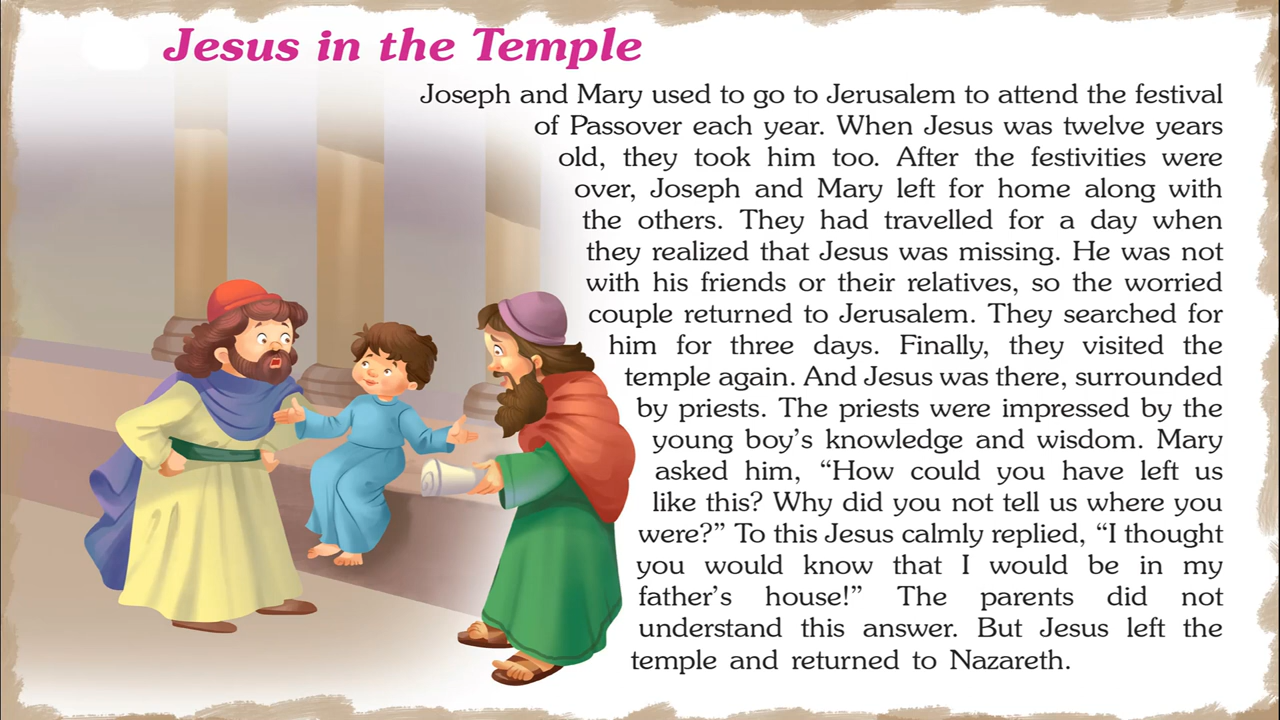 Jesus in the Temple
Joseph and Mary used to go to Jerusalem to attend the festival
of Passover each year. When Jesus was twelve years
old, they took him too. After the festivities were
over, Joseph and Mary left for home along with
the others. They had travelled for a day when
they realized that Jesus was missing. He was not
with his friends or their relatives, so the worried
couple returned to Jerusalem. They searched for
him for three days. Finally, they visited the
temple again. And Jesus was there, surrounded
by priests. The priests were impressed by the
young boy’s knowledge and wisdom. Mary
asked him, “How could you have left us
like this? Why did you not tell us where you
were?” To this Jesus calmly replied, “I thought
you would know that I would be in my
father’s house!” The parents did not
understand this answer. But Jesus left the
temple and returned to Nazareth.